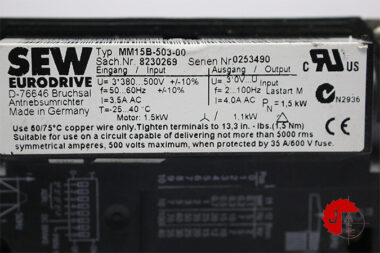 SEW
EURODRIVE
D-76646 Bruchsal
Antriebsumrichter
Made in Germany
Typ MM15B-503-00
Sach.Nr. 8230269 Serien Nr 0253490
Eingang / Input Ausgang / Output
U= 3*380...500V +/-10% U= 3*0V...U
f= 50...60Hz +/-10% f= 2...100Hz Lastart M
I= 3.5A AC I= 4.0A AC PN = 1,5 kW
T= -25...40°C
Motor: 1.5kW / 1.1kW
C US
N2936
Use 60/75°C copper wire only. Tighten terminals to 13,3 in. - lbs. (1,5 Nm)
Suitable for use on a circuit capable of delivering not more than 5000 rms
symmetrical amperes, 500 volts maximum, when protected by 35 A/600 V fuse.